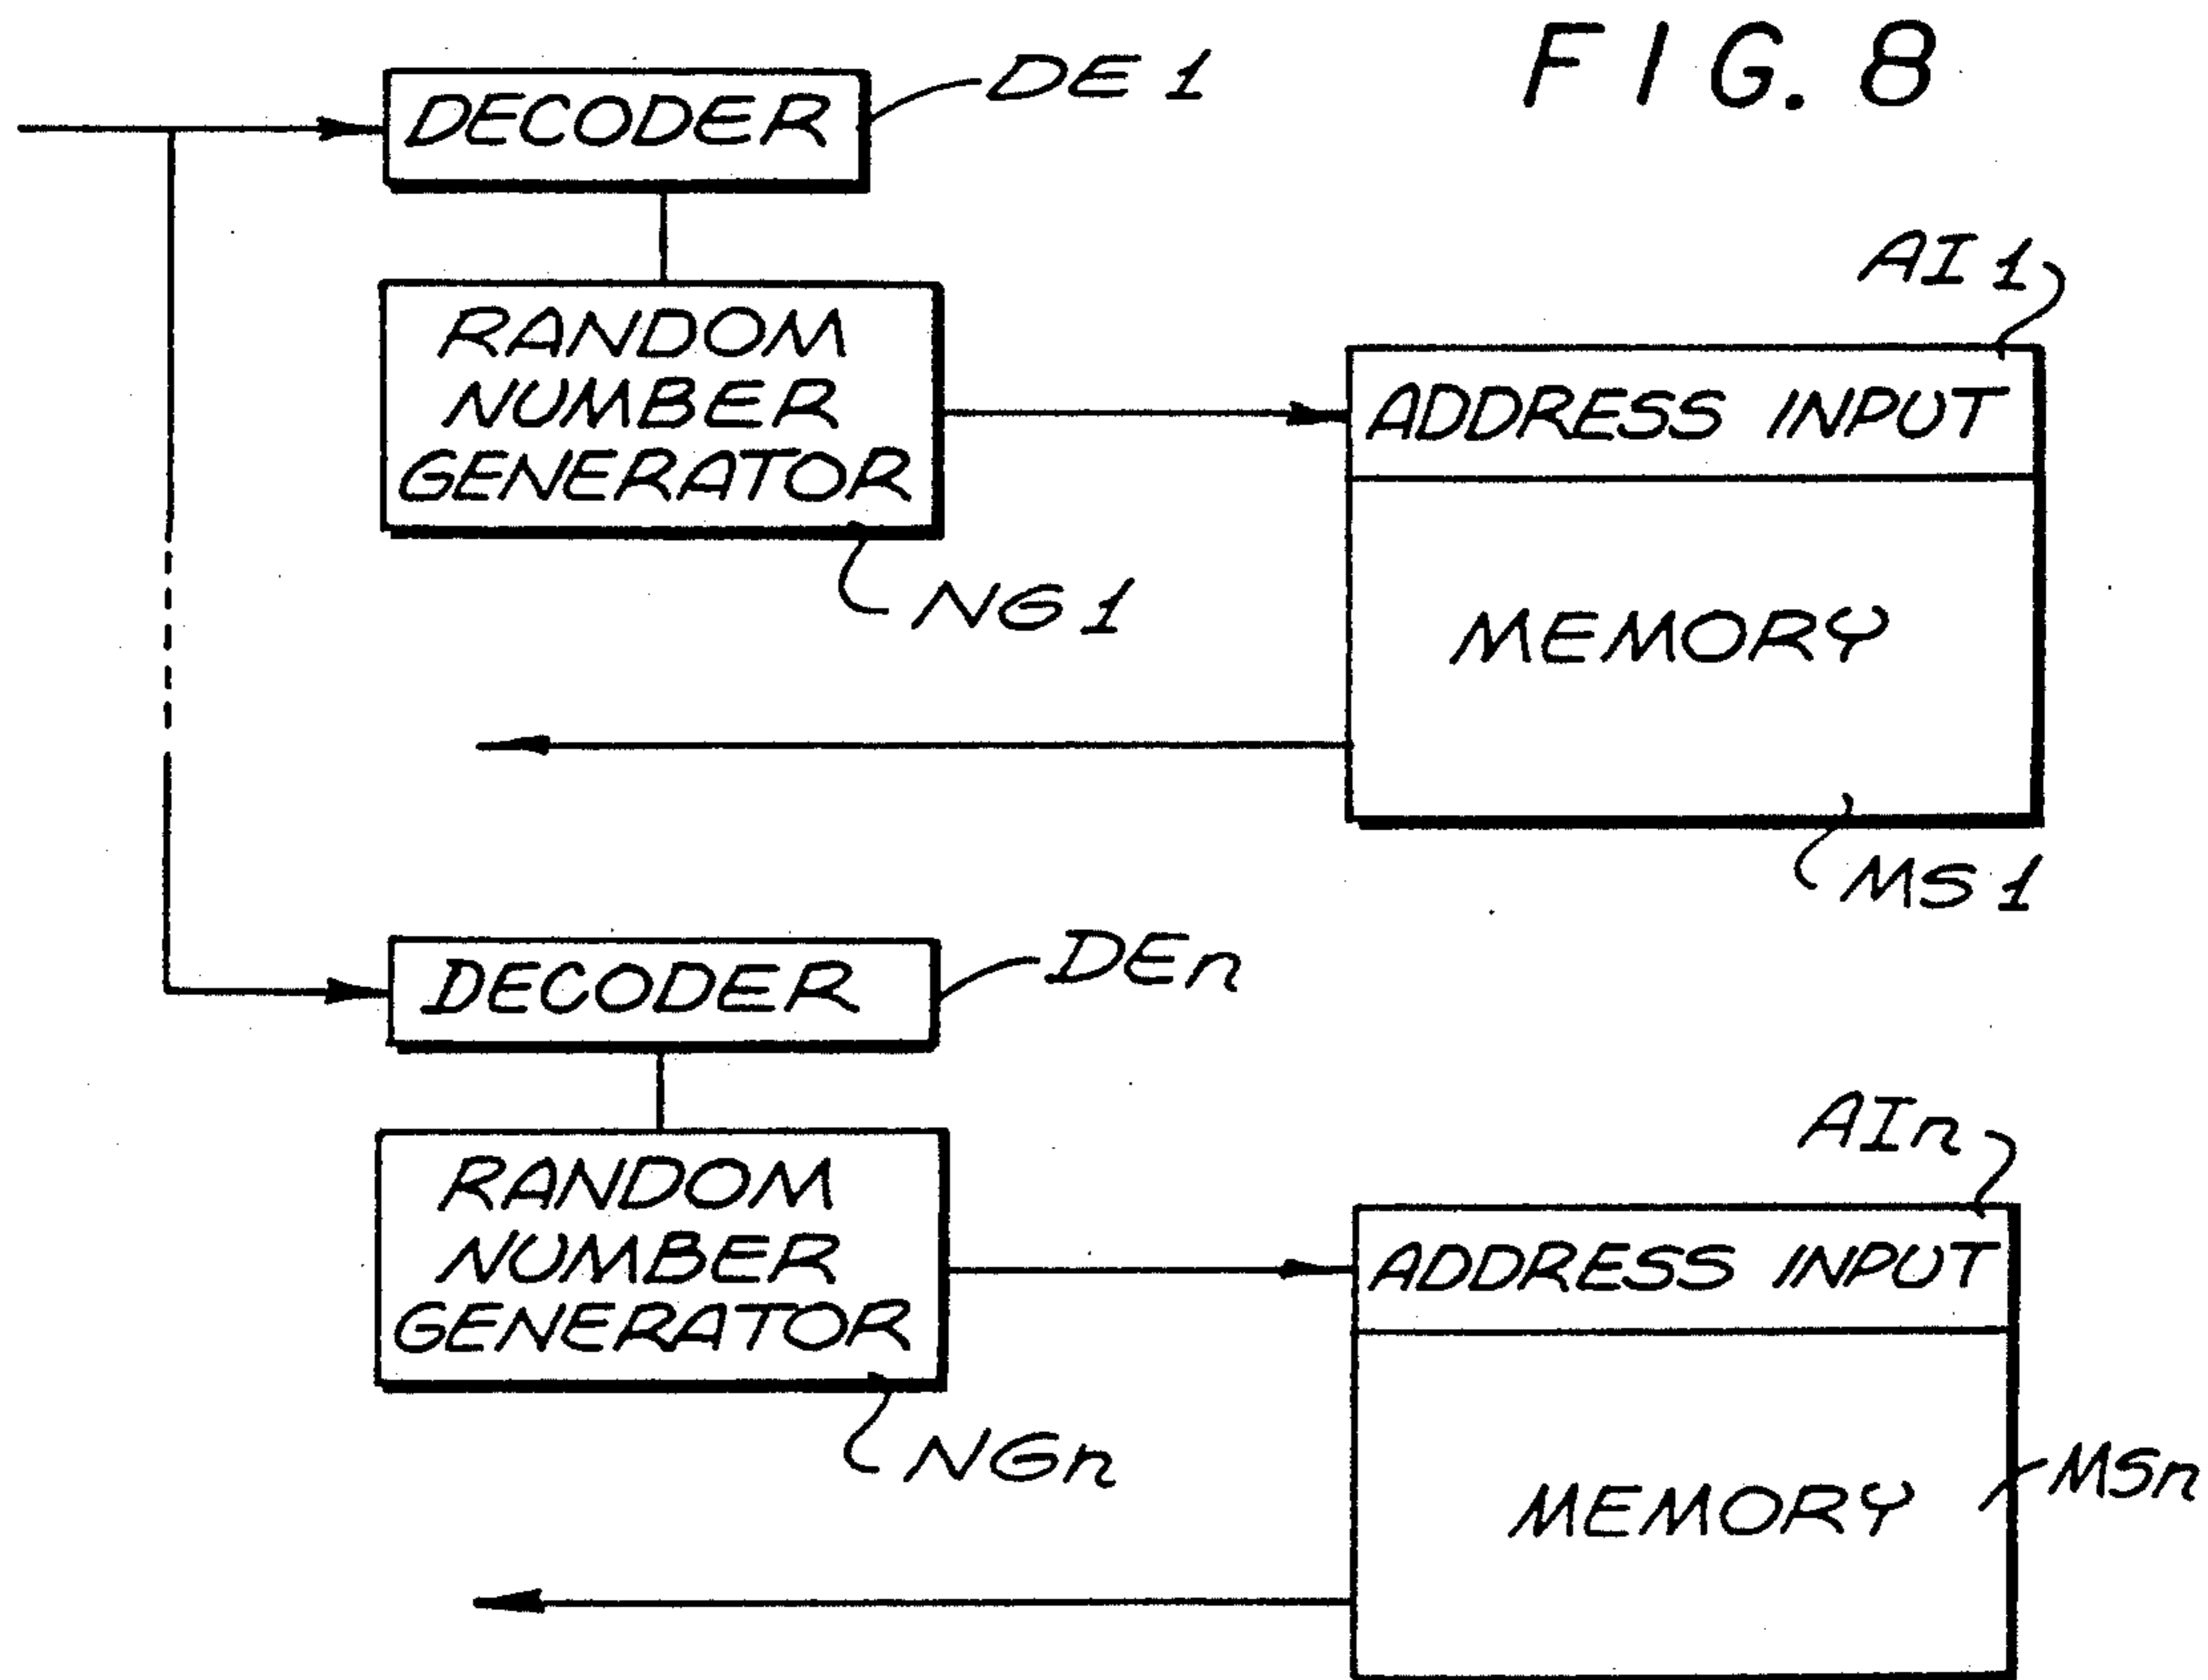 FIG. 8
DECODER
DE 1
RANDOM
NUMBER
GENERATOR
NG 1
AI 1
ADDRESS INPUT
MEMORY
MS 1
DECODER
DEn
RANDOM
NUMBER
GENERATOR
NGn
AIn
ADDRESS INPUT
MEMORY
MSn